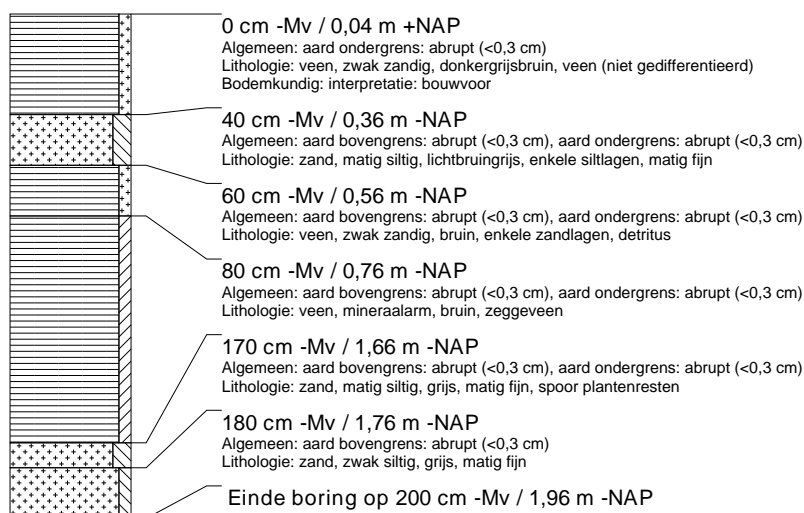 0 cm -Mv / 0,04 m +NAP
Algemeen: aard ondergrens: abrupt (<0,3 cm)
Lithologie: veen, zwak zandig, donkergrijsbruin, veen (niet gedifferentieerd)
Bodemkundig: interpretatie: bouwvoor
40 cm -Mv / 0,36 m -NAP
Algemeen: aard bovengrens: abrupt (<0,3 cm), aard ondergrens: abrupt (<0,3 cm)
Lithologie: zand, matig siltig, lichtbruingrijs, enkele siltlagen, matig fijn
60 cm -Mv / 0,56 m -NAP
Algemeen: aard bovengrens: abrupt (<0,3 cm), aard ondergrens: abrupt (<0,3 cm)
Lithologie: veen, zwak zandig, bruin, enkele zandlagen, detritus
80 cm -Mv / 0,76 m -NAP
Algemeen: aard bovengrens: abrupt (<0,3 cm), aard ondergrens: abrupt (<0,3 cm)
Lithologie: veen, mineraalarm, bruin, zeggeveen
170 cm -Mv / 1,66 m -NAP
Algemeen: aard bovengrens: abrupt (<0,3 cm), aard ondergrens: abrupt (<0,3 cm)
Lithologie: zand, matig siltig, grijs, matig fijn, spoor plantenresten
180 cm -Mv / 1,76 m -NAP
Algemeen: aard bovengrens: abrupt (<0,3 cm)
Lithologie: zand, zwak siltig, grijs, matig fijn
Einde boring op 200 cm -Mv / 1,96 m -NAP